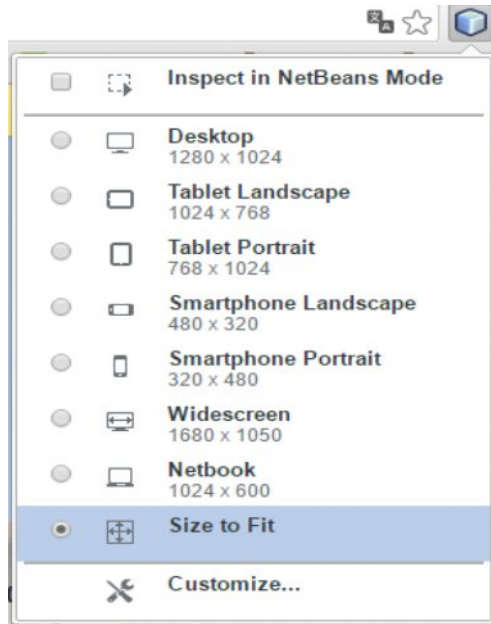 Inspect in NetBeans Mode
Desktop
1280 x 1024
Tablet Landscape
1024 x 768
Tablet Portrait
768 x 1024
Smartphone Landscape
480 x 320
Smartphone Portrait
320 x 480
Widescreen
1680 x 1050
Netbook
1024 x 600
Size to Fit
Customize...